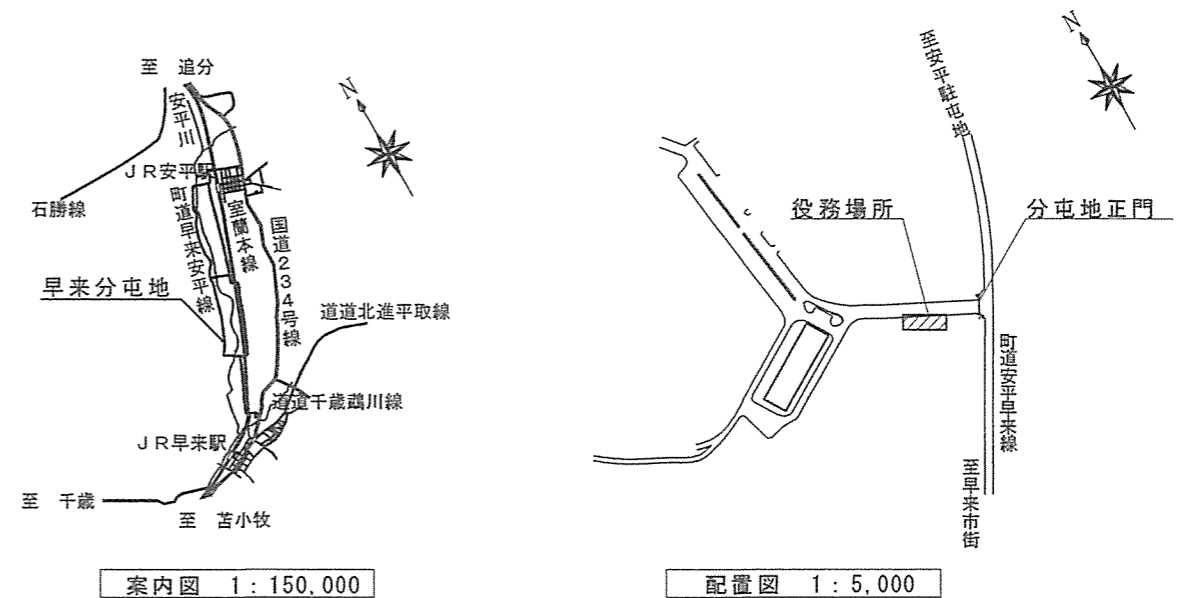 至　追分
安平川
N
JR安平駅
石勝線
町道早来安平線
室蘭本線
国道234号線
早来分屯地
道道北進平取線
道道千歳鵡川線
JR早来駅
至　千歳
至　苫小牧
案内図　1：150,000
至安平駐屯地
N
役務場所
分屯地正門
町道安平早来線
至早来市街
配置図　1：5,000